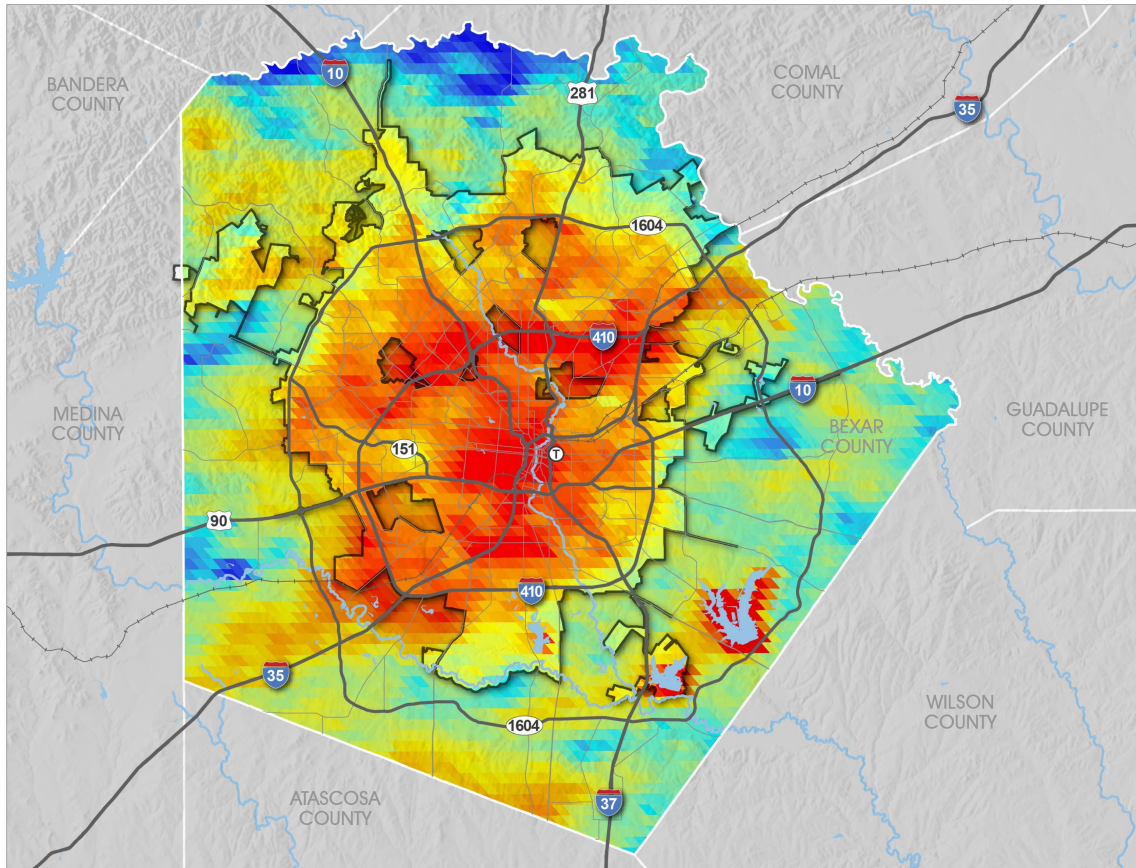 10
BANDERA
COUNTY
COMAL
COUNTY
281
35
1604
410
10
MEDINA
COUNTY
GUADALUPE
COUNTY
BEXAR
COUNTY
151
T
90
410
35
WILSON
COUNTY
1604
ATASCOSA
COUNTY
37